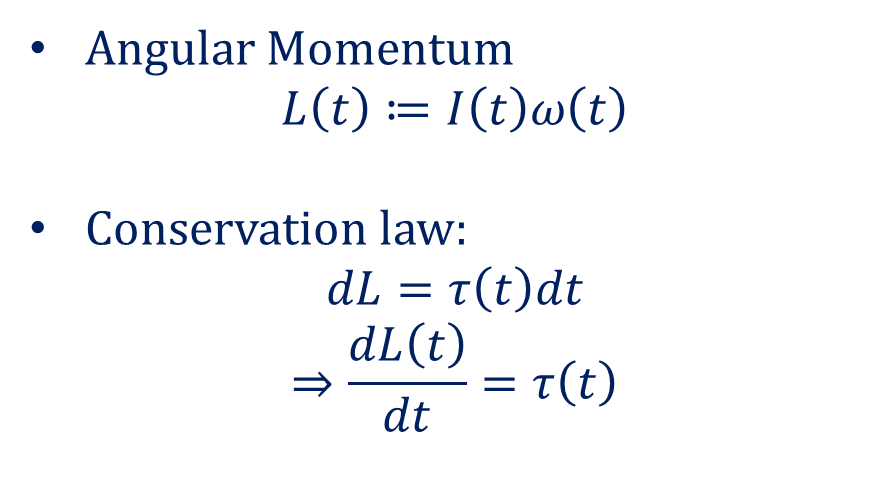 • Angular Momentum
L(t) ≔ I(t)ω(t)
• Conservation law:
dL = τ(t)dt
⇒ dL(t)/dt = τ(t)